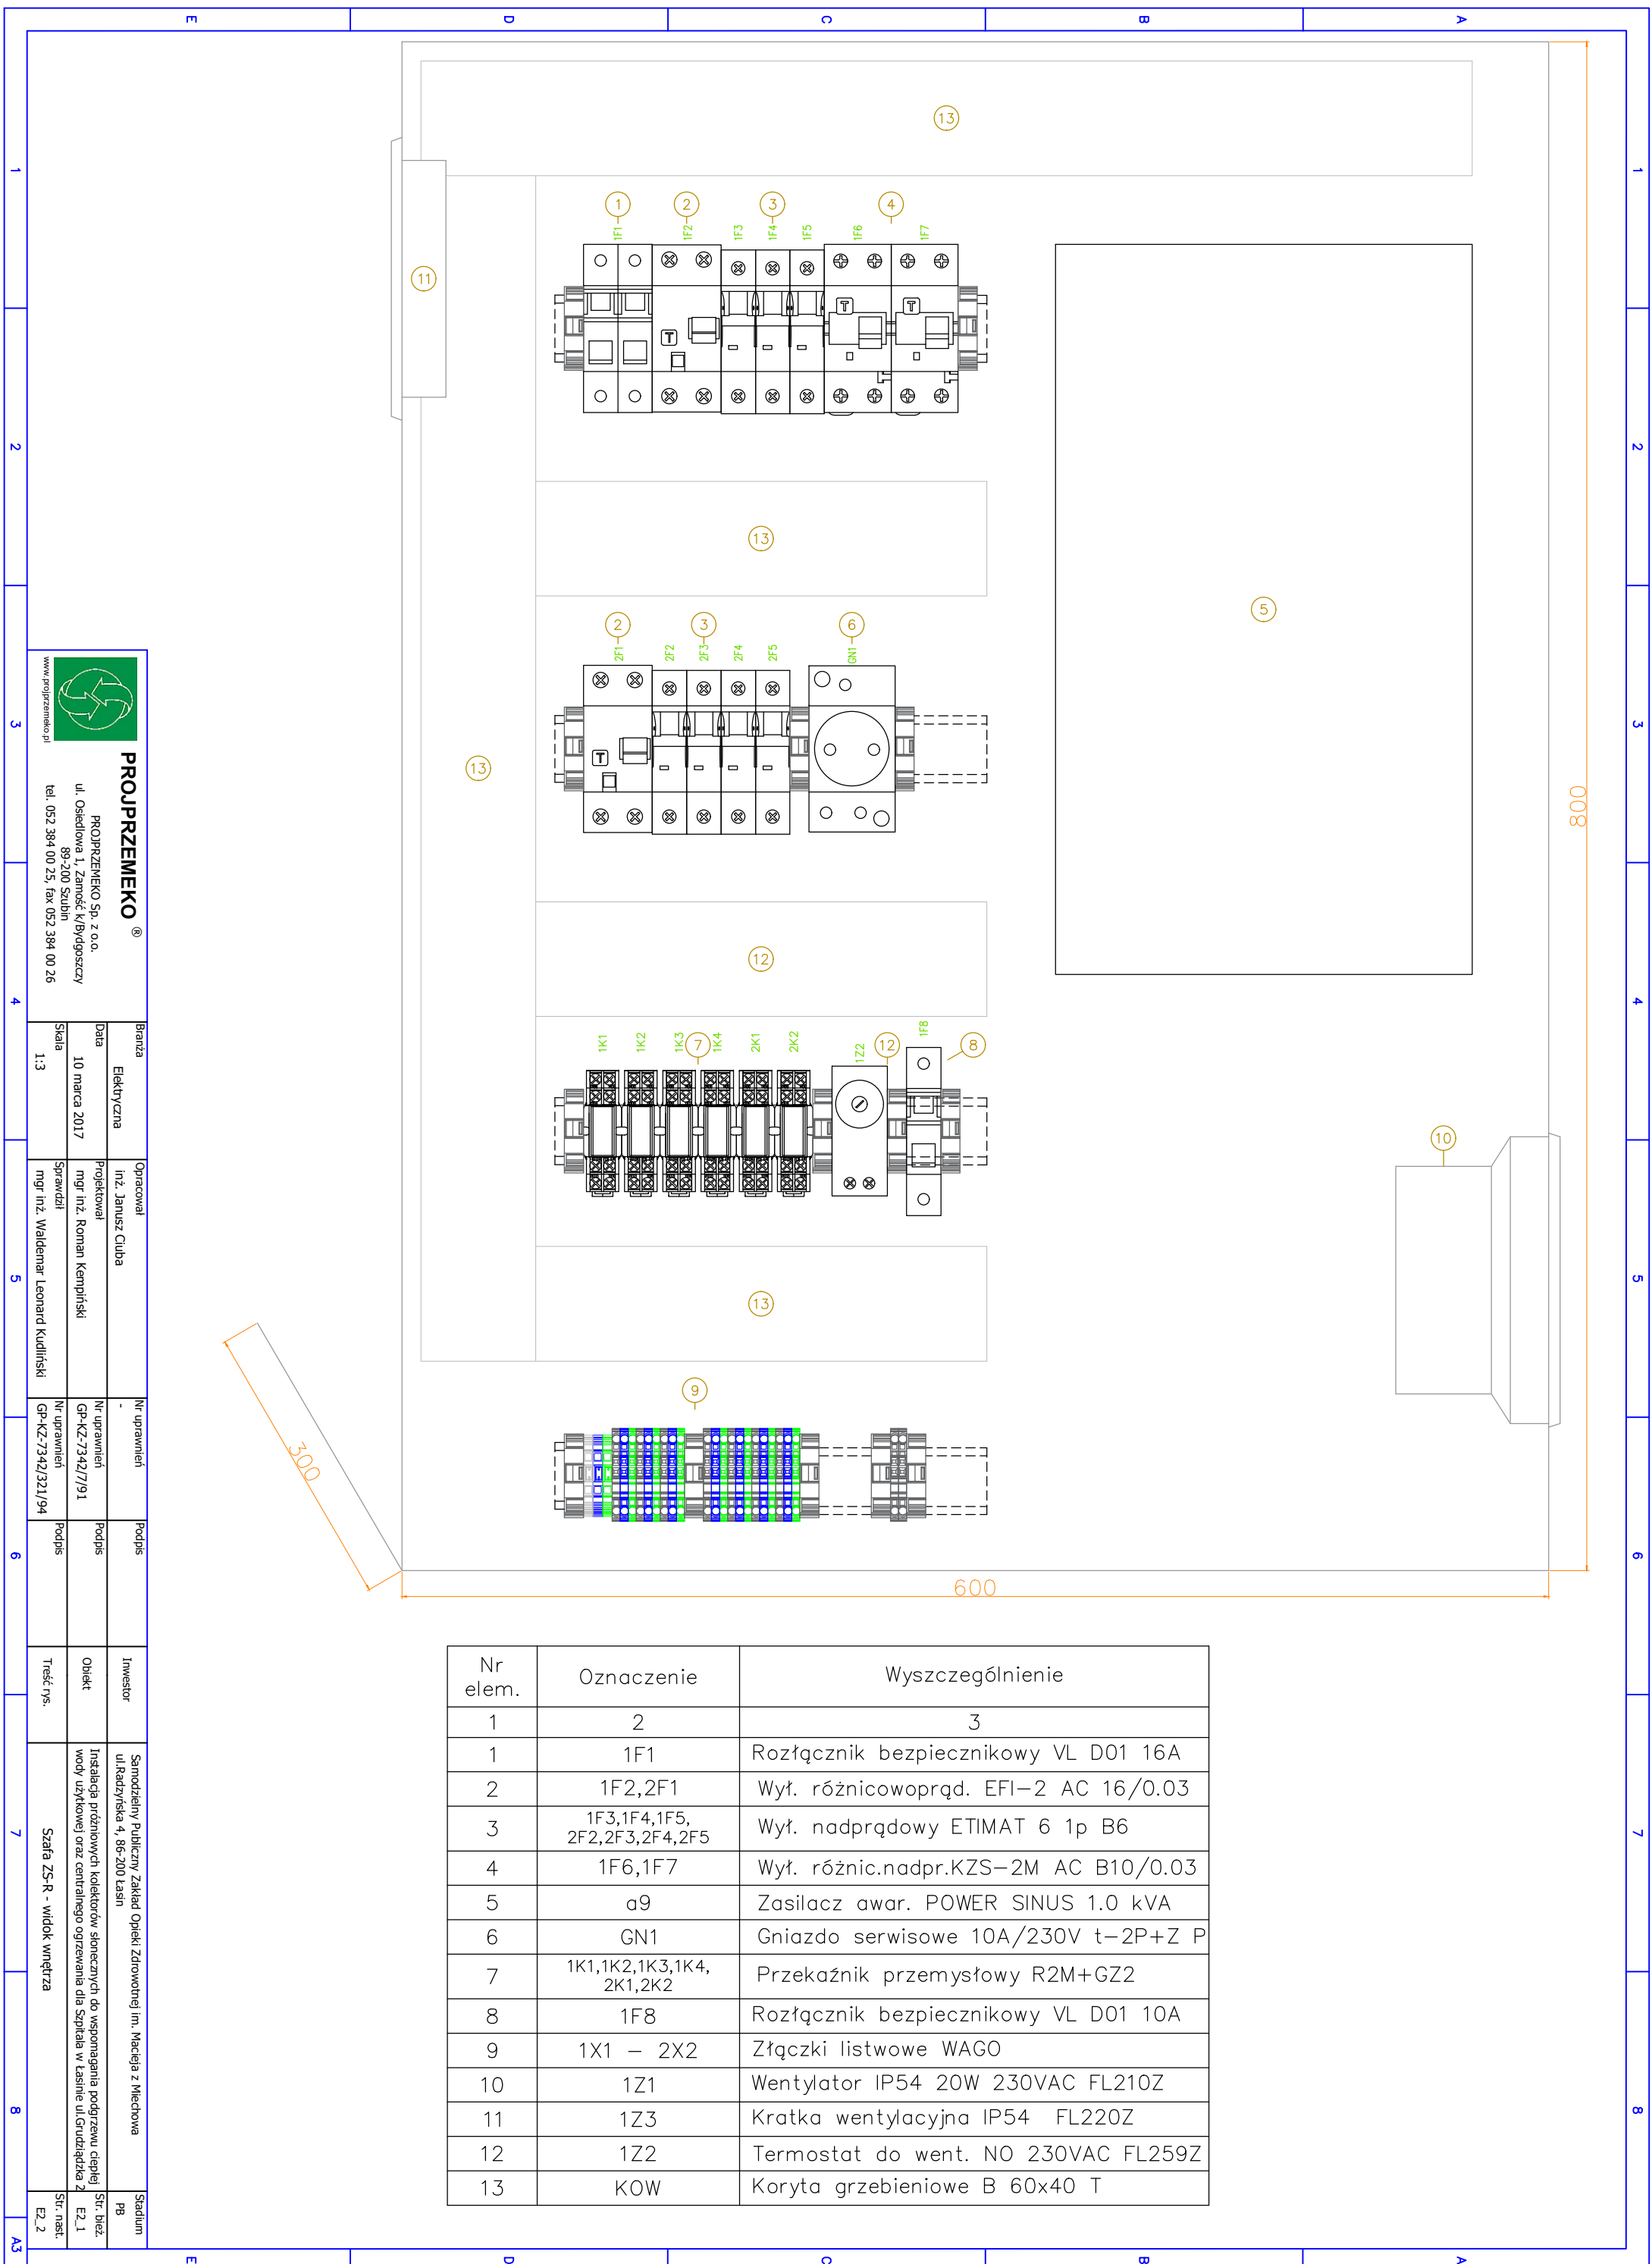 E D C B A
1 2 3 4 5 6 7 8
1 2 3 4 5 6 7 8
13
11
1 2 3 4
1F1 1F2 1F3 1F4 1F5 1F6 1F7
T T T
13
5
2 3 6
2F1 2F2 2F3 2F4 2F5 GN1
T
13
800
12
7 12 8
1K1 1K2 1K3 1K4 2K1 2K2 1Z2 1F8
10
13
9
300
600
Nr elem. Oznaczenie Wyszczególnienie
1 2 3
1 1F1 Rozłącznik bezpiecznikowy VL D01 16A
2 1F2,2F1 Wył. różnicowoprąd. EFI-2 AC 16/0.03
3 1F3,1F4,1F5, 2F2,2F3,2F4,2F5 Wył. nadprądowy ETIMAT 6 1p B6
4 1F6,1F7 Wył. różnic.nadpr.KZS-2M AC B10/0.03
5 a9 Zasilacz awar. POWER SINUS 1.0 kVA
6 GN1 Gniazdo serwisowe 10A/230V t-2P+Z P
7 1K1,1K2,1K3,1K4, 2K1,2K2 Przekaźnik przemysłowy R2M+GZ2
8 1F8 Rozłącznik bezpiecznikowy VL D01 10A
9 1X1 – 2X2 Złączki listwowe WAGO
10 1Z1 Wentylator IP54 20W 230VAC FL210Z
11 1Z3 Kratka wentylacyjna IP54 FL220Z
12 1Z2 Termostat do went. NO 230VAC FL259Z
13 KOW Koryta grzebieniowe B 60x40 T
PROJPRZEMEKO ®
PROJPRZEMEKO Sp. z o.o.
ul. Osiedlowa 1, Zamość k/Bydgoszczy
89-200 Szubin
tel. 052 384 00 25, fax 052 384 00 26
www.projprzemeko.pl
Branża
Elektryczna
Data
10 marca 2017
Skala
1:3
Opracował
inż. Janusz Ciuba
Projektował
mgr inż. Roman Kempiński
Sprawdził
mgr inż. Waldemar Leonard Kudliński
Nr uprawnień
-
Nr uprawnień
GP-KZ-7342/7/91
Nr uprawnień
GP-KZ-7342/321/94
Podpis
Podpis
Podpis
Inwestor
Samodzielny Publiczny Zakład Opieki Zdrowotnej im. Macieja z Miechowa
ul.Radzyńska 4, 86-200 Łasin
Obiekt
Instalacja próżniowych kolektorów słonecznych do wspomagania podgrzewu ciepłej
wody użytkowej oraz centralnego ogrzewania dla Szpitala w Łasinie ul.Grudziądzka 2
Treść rys.
Szafa ZS-R - widok wnętrza
Stadium
PB
Str. bież.
E2_1
Str. nast.
E2_2
A3
E D C B A